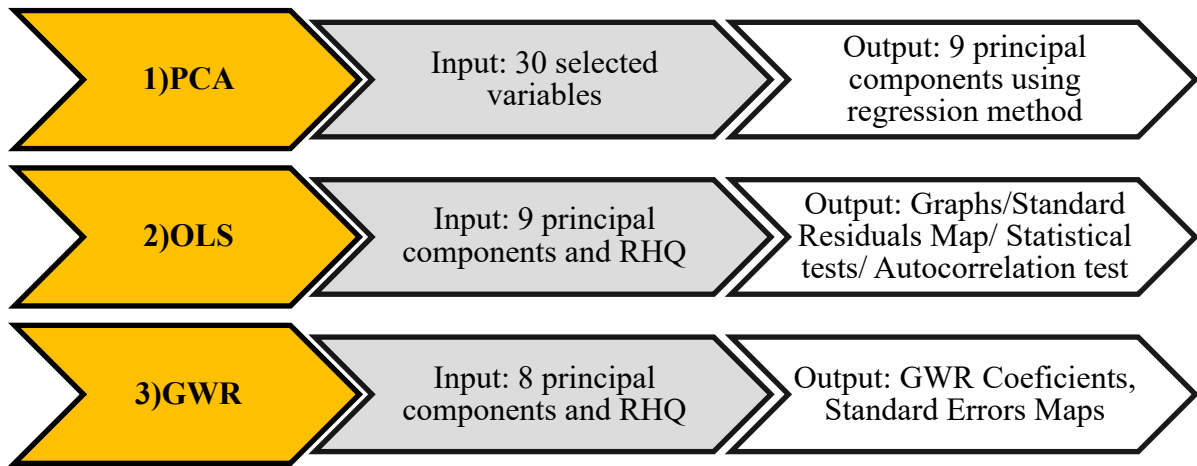 1)PCA
Input: 30 selected
variables
Output: 9 principal
components using
regression method
2)OLS
Input: 9 principal
components and RHQ
Output: Graphs/Standard
Residuals Map/ Statistical
tests/ Autocorrelation test
3)GWR
Input: 8 principal
components and RHQ
Output: GWR Coeficients,
Standard Errors Maps